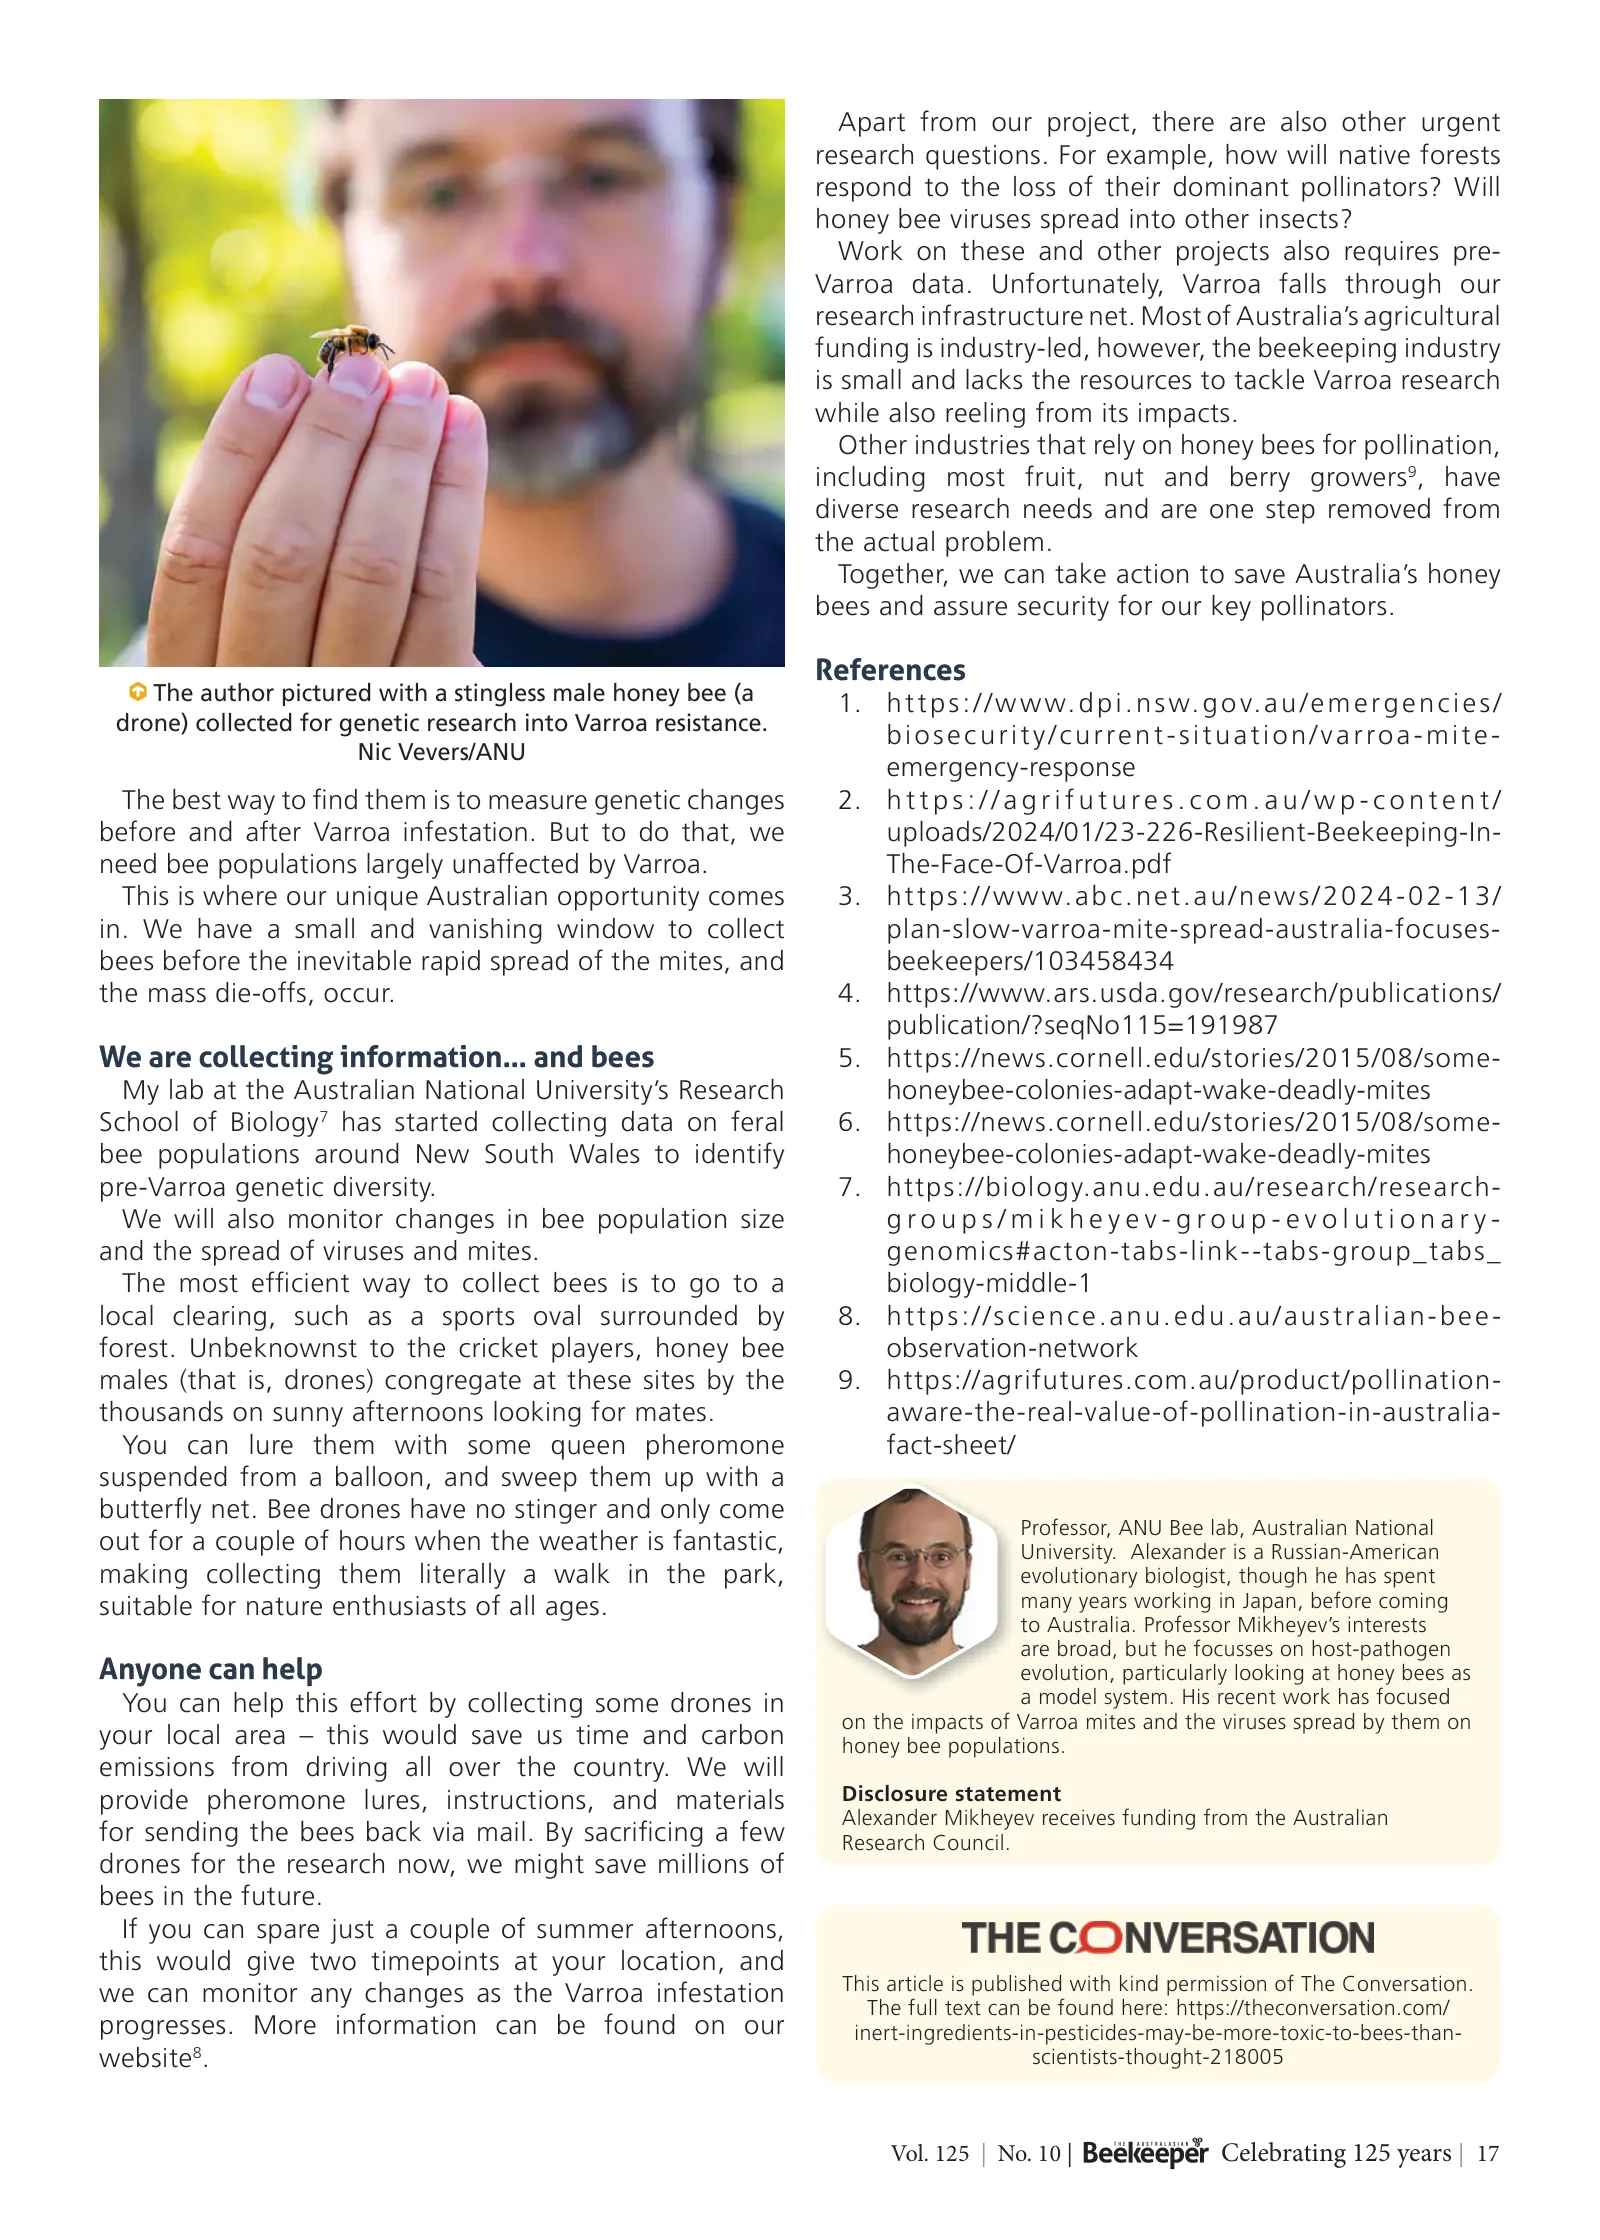 The author pictured with a stingless male honey bee (a
drone) collected for genetic research into Varroa resistance.
Nic Vevers/ANU
The best way to find them is to measure genetic changes
before and after Varroa infestation. But to do that, we
need bee populations largely unaffected by Varroa.
This is where our unique Australian opportunity comes
in. We have a small and vanishing window to collect
bees before the inevitable rapid spread of the mites, and
the mass die-offs, occur.
We are collecting information... and bees
My lab at the Australian National University’s Research
School of Biology⁷ has started collecting data on feral
bee populations around New South Wales to identify
pre-Varroa genetic diversity.
We will also monitor changes in bee population size
and the spread of viruses and mites.
The most efficient way to collect bees is to go to a
local clearing, such as a sports oval surrounded by
forest. Unbeknownst to the cricket players, honey bee
males (that is, drones) congregate at these sites by the
thousands on sunny afternoons looking for mates.
You can lure them with some queen pheromone
suspended from a balloon, and sweep them up with a
butterfly net. Bee drones have no stinger and only come
out for a couple of hours when the weather is fantastic,
making collecting them literally a walk in the park,
suitable for nature enthusiasts of all ages.
Anyone can help
You can help this effort by collecting some drones in
your local area – this would save us time and carbon
emissions from driving all over the country. We will
provide pheromone lures, instructions, and materials
for sending the bees back via mail. By sacrificing a few
drones for the research now, we might save millions of
bees in the future.
If you can spare just a couple of summer afternoons,
this would give two timepoints at your location, and
we can monitor any changes as the Varroa infestation
progresses. More information can be found on our
website⁸.
Apart from our project, there are also other urgent
research questions. For example, how will native forests
respond to the loss of their dominant pollinators? Will
honey bee viruses spread into other insects?
Work on these and other projects also requires pre-
Varroa data. Unfortunately, Varroa falls through our
research infrastructure net. Most of Australia’s agricultural
funding is industry-led, however, the beekeeping industry
is small and lacks the resources to tackle Varroa research
while also reeling from its impacts.
Other industries that rely on honey bees for pollination,
including most fruit, nut and berry growers⁹, have
diverse research needs and are one step removed from
the actual problem.
Together, we can take action to save Australia’s honey
bees and assure security for our key pollinators.
References
1. https://www.dpi.nsw.gov.au/emergencies/
biosecurity/current-situation/varroa-mite-
emergency-response
2. https://agrifutures.com.au/wp-content/
uploads/2024/01/23-226-Resilient-Beekeeping-In-
The-Face-Of-Varroa.pdf
3. https://www.abc.net.au/news/2024-02-13/
plan-slow-varroa-mite-spread-australia-focuses-
beekeepers/103458434
4. https://www.ars.usda.gov/research/publications/
publication/?seqNo115=191987
5. https://news.cornell.edu/stories/2015/08/some-
honeybee-colonies-adapt-wake-deadly-mites
6. https://news.cornell.edu/stories/2015/08/some-
honeybee-colonies-adapt-wake-deadly-mites
7. https://biology.anu.edu.au/research/research-
groups/mikheyev-group-evolutionary-
genomics#acton-tabs-link--tabs-group_tabs_
biology-middle-1
8. https://science.anu.edu.au/australian-bee-
observation-network
9. https://agrifutures.com.au/product/pollination-
aware-the-real-value-of-pollination-in-australia-
fact-sheet/
Professor, ANU Bee lab, Australian National
University. Alexander is a Russian-American
evolutionary biologist, though he has spent
many years working in Japan, before coming
to Australia. Professor Mikheyev’s interests
are broad, but he focusses on host-pathogen
evolution, particularly looking at honey bees as
a model system. His recent work has focused
on the impacts of Varroa mites and the viruses spread by them on
honey bee populations.
Disclosure statement
Alexander Mikheyev receives funding from the Australian
Research Council.
THE CONVERSATION
This article is published with kind permission of The Conversation.
The full text can be found here: https://theconversation.com/
inert-ingredients-in-pesticides-may-be-more-toxic-to-bees-than-
scientists-thought-218005
Vol. 125 | No. 10 | THE AUSTRALASIAN Beekeeper Celebrating 125 years | 17